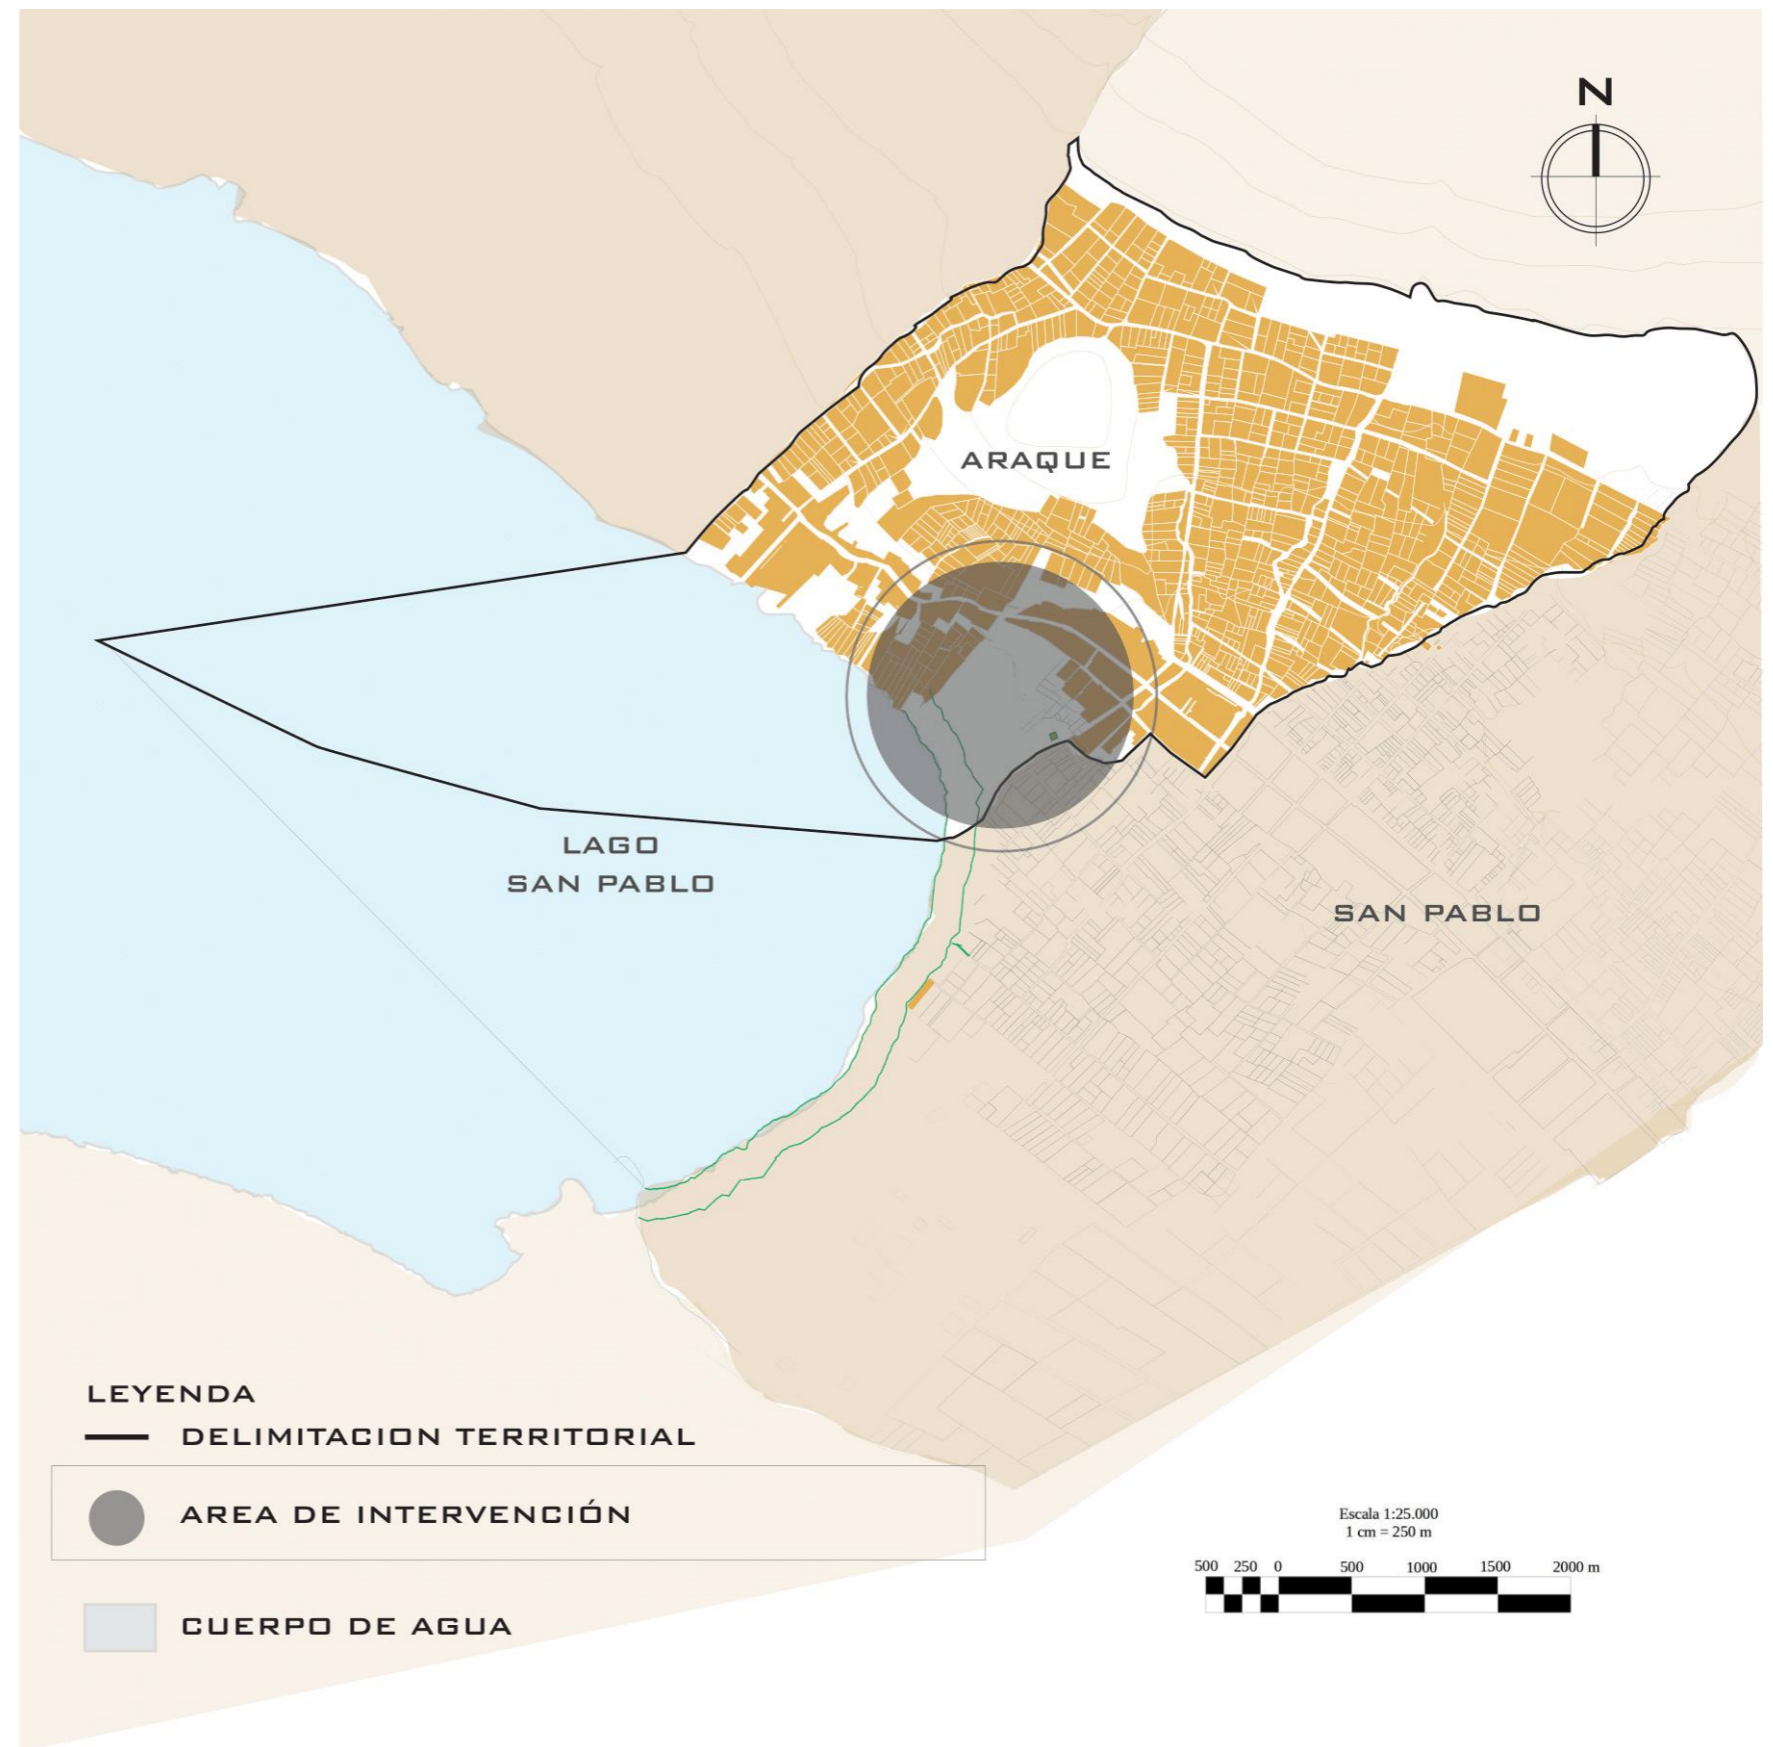 N
ARAQUE
LAGO
SAN PABLO
SAN PABLO
LEYENDA
DELIMITACION TERRITORIAL
AREA DE INTERVENCIÓN
CUERPO DE AGUA
Escala 1:25.000
1 cm = 250 m
500 250 0 500 1000 1500 2000 m